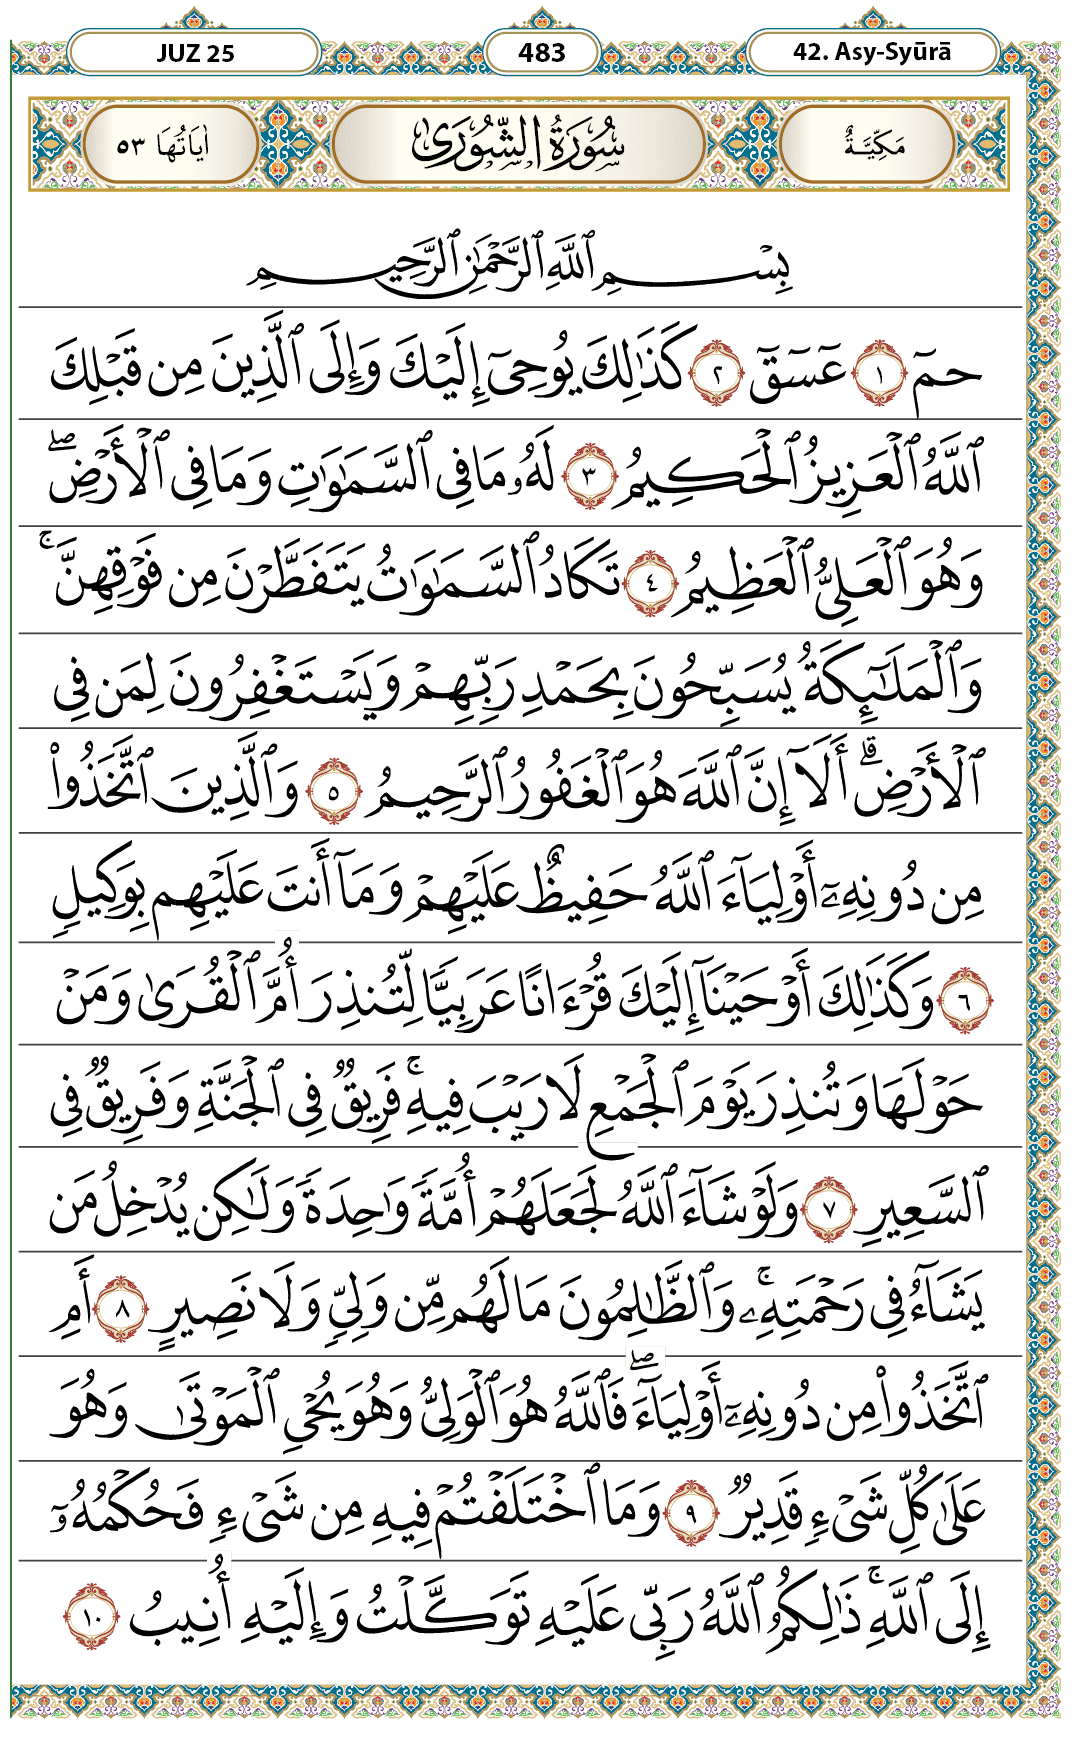 JUZ 25
483
42. Asy-Syūrā
مَكِّيَّةٌ
سُورَةُ الشُّورَىٰ
اٰيَاتُهَا ٥٣
بِسْمِ ٱللَّهِ ٱلرَّحْمَٰنِ ٱلرَّحِيمِ
حمٓ ١ عٓسٓقٓ ٢ كَذَٰلِكَ يُوحِىٓ إِلَيْكَ وَإِلَى ٱلَّذِينَ مِن قَبْلِكَ
ٱللَّهُ ٱلْعَزِيزُ ٱلْحَكِيمُ ٣ لَهُۥ مَا فِى ٱلسَّمَٰوَٰتِ وَمَا فِى ٱلْأَرْضِۖ
وَهُوَ ٱلْعَلِىُّ ٱلْعَظِيمُ ٤ تَكَادُ ٱلسَّمَٰوَٰتُ يَتَفَطَّرْنَ مِن فَوْقِهِنَّۚ
وَٱلْمَلَٰٓئِكَةُ يُسَبِّحُونَ بِحَمْدِ رَبِّهِمْ وَيَسْتَغْفِرُونَ لِمَن فِى
ٱلْأَرْضِۗ أَلَآ إِنَّ ٱللَّهَ هُوَ ٱلْغَفُورُ ٱلرَّحِيمُ ٥ وَٱلَّذِينَ ٱتَّخَذُوا۟
مِن دُونِهِۦٓ أَوْلِيَآءَ ٱللَّهُ حَفِيظٌ عَلَيْهِمْ وَمَآ أَنتَ عَلَيْهِم بِوَكِيلٍ
٦ وَكَذَٰلِكَ أَوْحَيْنَآ إِلَيْكَ قُرْءَانًا عَرَبِيًّا لِّتُنذِرَ أُمَّ ٱلْقُرَىٰ وَمَنْ
حَوْلَهَا وَتُنذِرَ يَوْمَ ٱلْجَمْعِ لَا رَيْبَ فِيهِۚ فَرِيقٌ فِى ٱلْجَنَّةِ وَفَرِيقٌ فِى
ٱلسَّعِيرِ ٧ وَلَوْ شَآءَ ٱللَّهُ لَجَعَلَهُمْ أُمَّةً وَٰحِدَةً وَلَٰكِن يُدْخِلُ مَن
يَشَآءُ فِى رَحْمَتِهِۦۚ وَٱلظَّٰلِمُونَ مَا لَهُم مِّن وَلِىٍّ وَلَا نَصِيرٍ ٨ أَمِ
ٱتَّخَذُوا۟ مِن دُونِهِۦٓ أَوْلِيَآءَۖ فَٱللَّهُ هُوَ ٱلْوَلِىُّ وَهُوَ يُحْىِ ٱلْمَوْتَىٰ وَهُوَ
عَلَىٰ كُلِّ شَىْءٍ قَدِيرٌ ٩ وَمَا ٱخْتَلَفْتُمْ فِيهِ مِن شَىْءٍ فَحُكْمُهُۥٓ
إِلَى ٱللَّهِۚ ذَٰلِكُمُ ٱللَّهُ رَبِّى عَلَيْهِ تَوَكَّلْتُ وَإِلَيْهِ أُنِيبُ ١٠